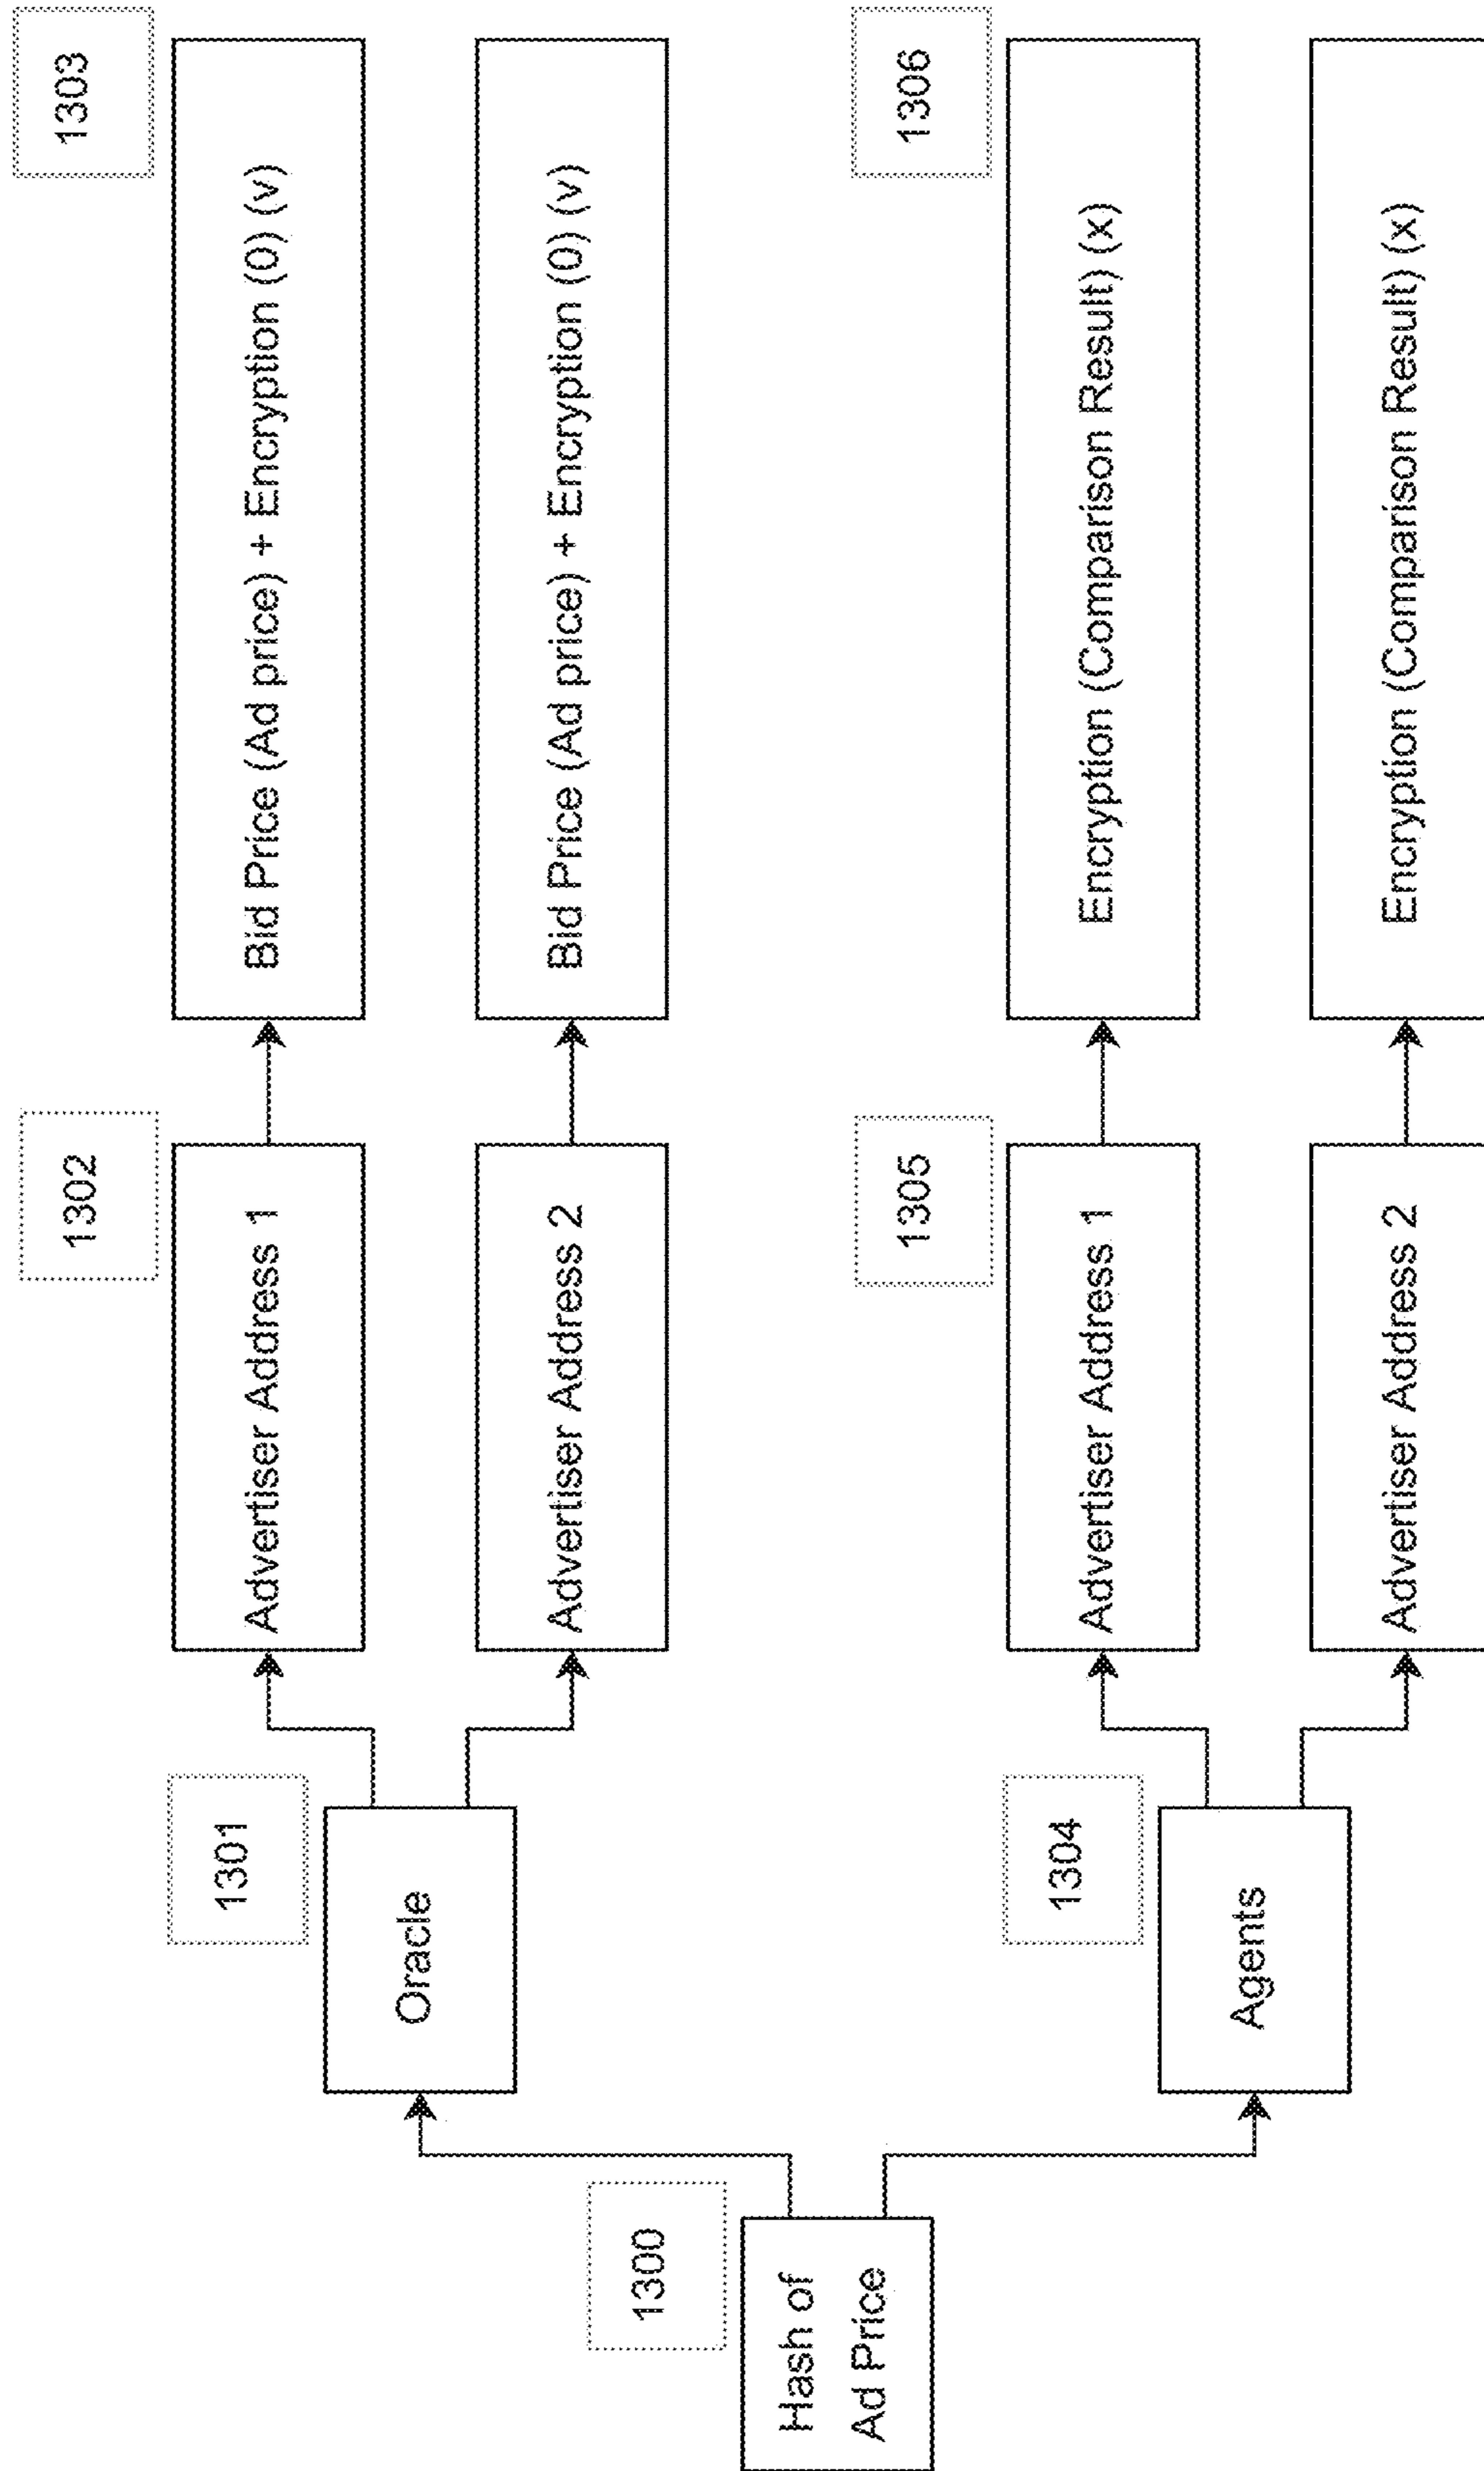 1300
Hash of
Ad Price
1301
Oracle
1302
Advertiser Address 1
1303
Bid Price (Ad price) + Encryption (0) (v)
Advertiser Address 2
Bid Price (Ad price) + Encryption (0) (v)
1304
Agents
1305
Advertiser Address 1
1306
Encryption (Comparison Result) (x)
Advertiser Address 2
Encryption (Comparison Result) (x)